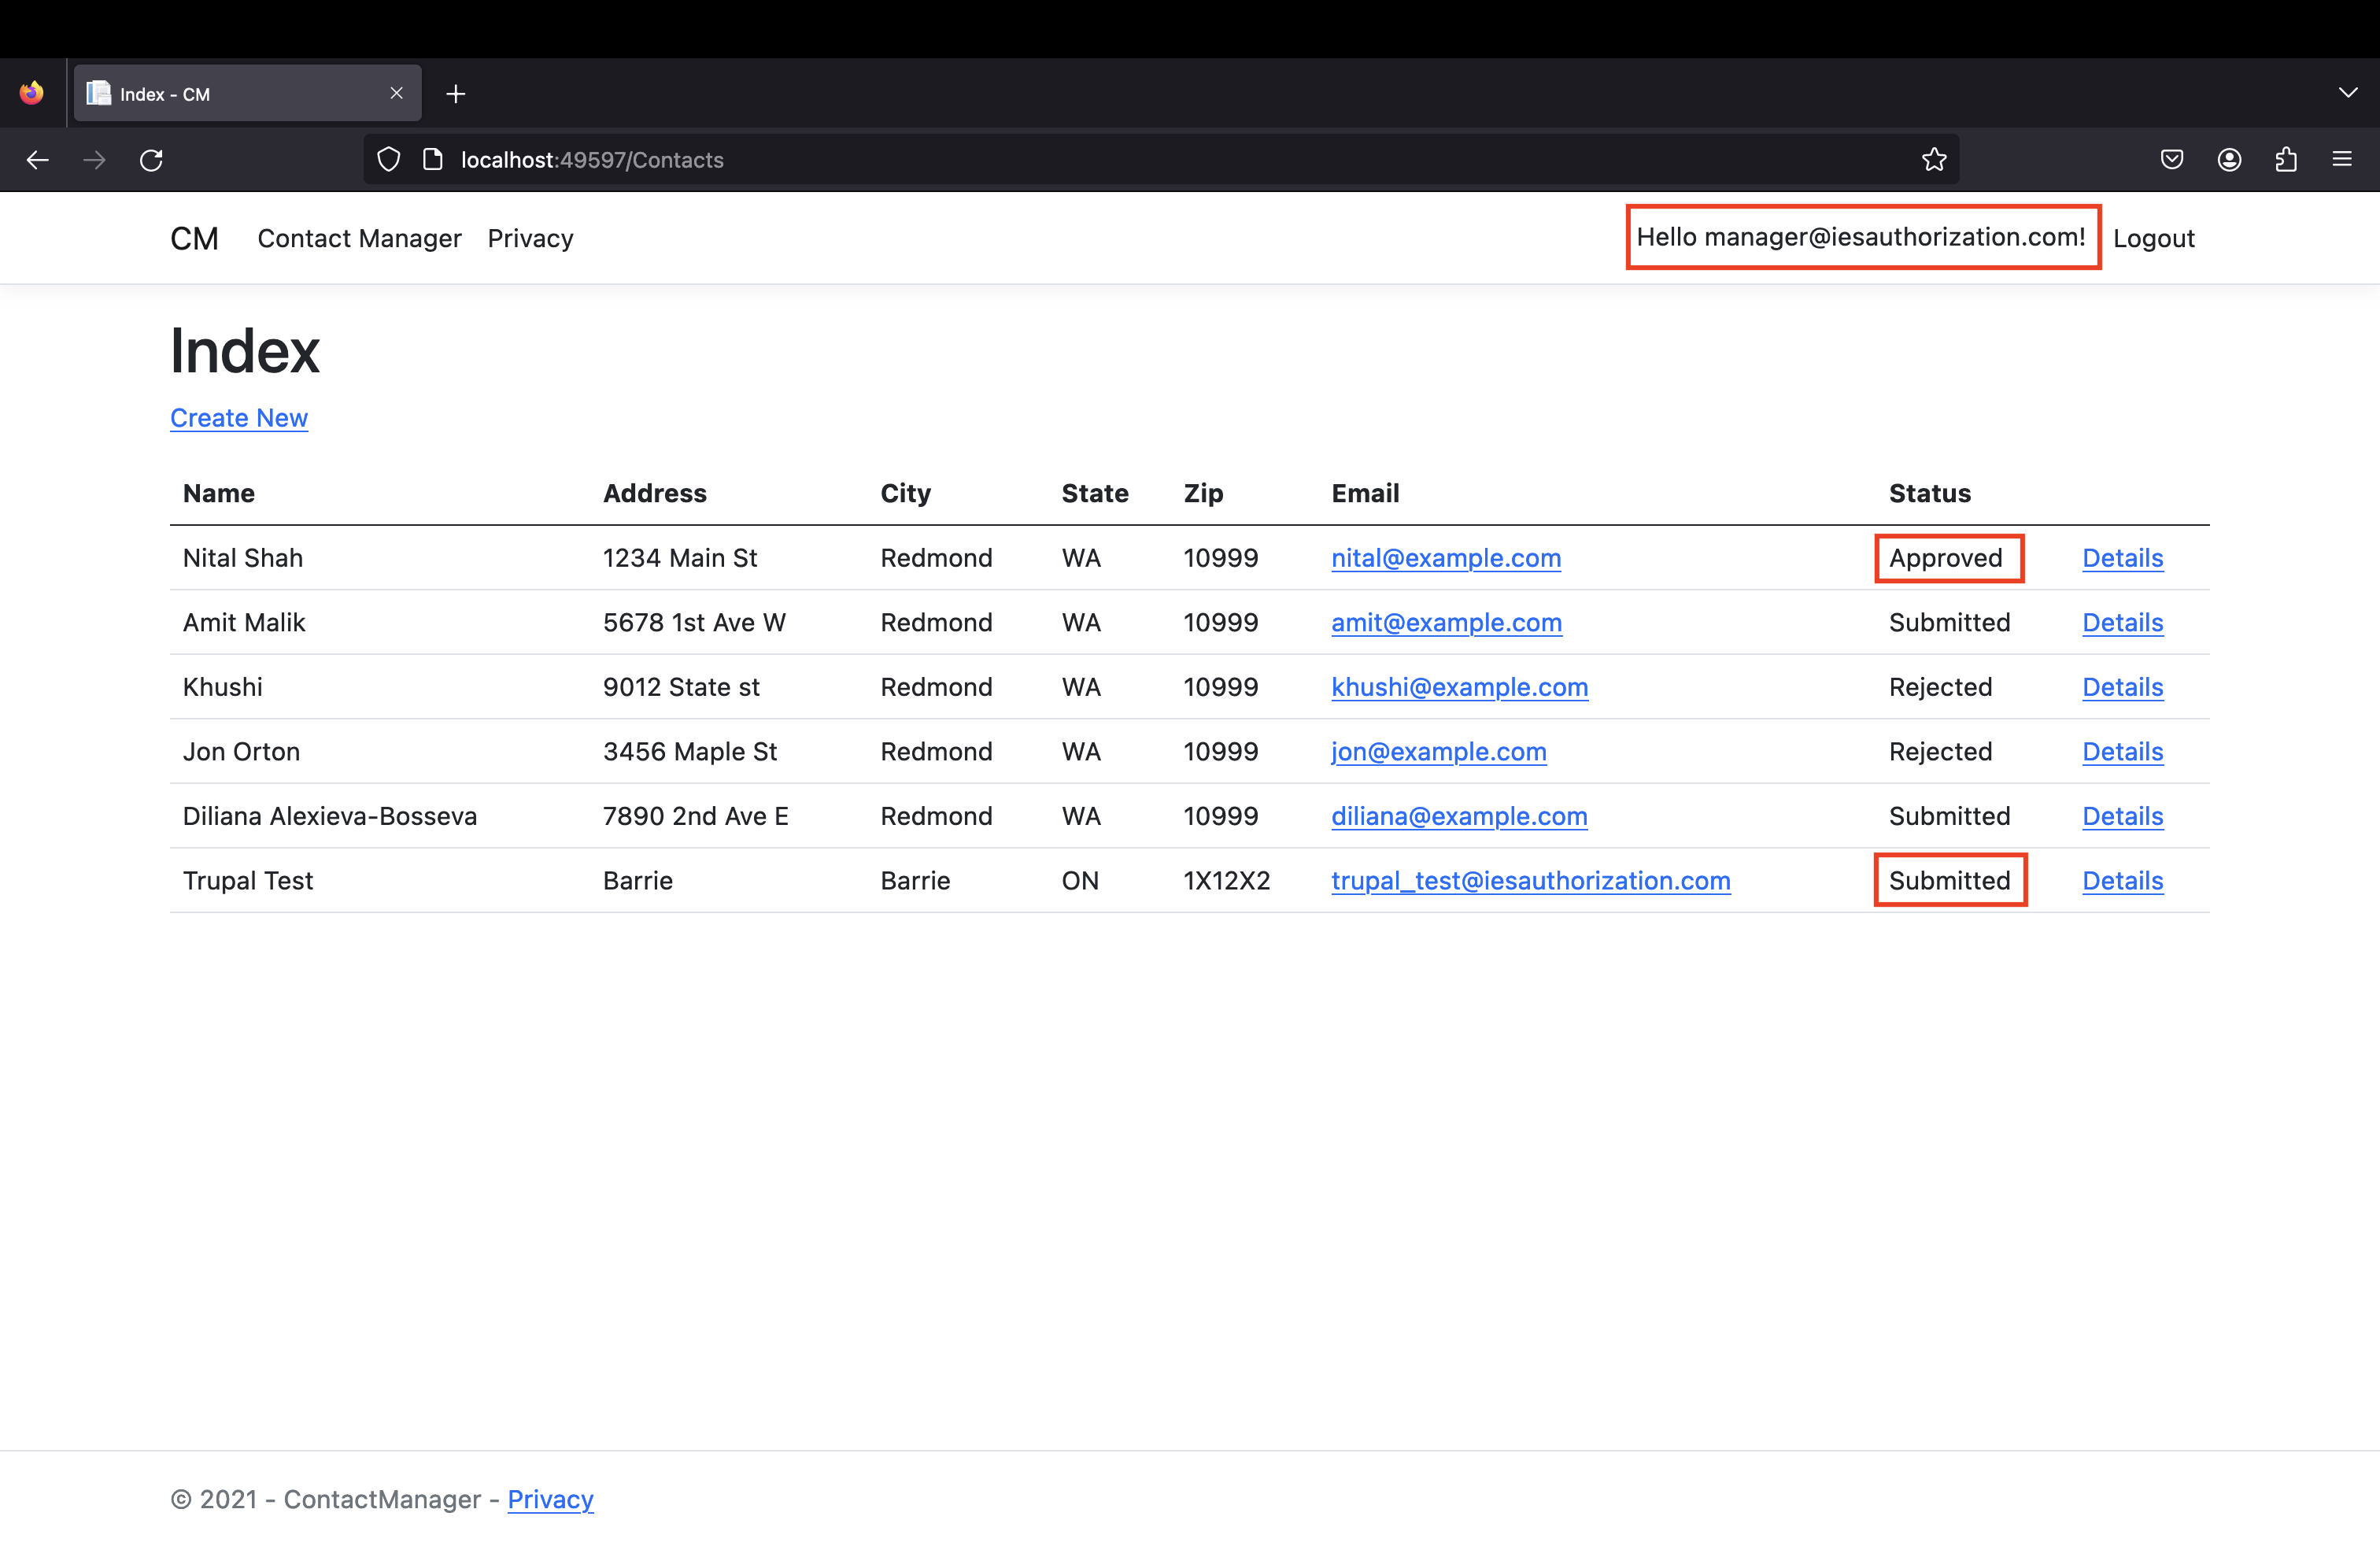 Index - CM
localhost:49597/Contacts
CM Contact Manager Privacy Hello manager@iesauthorization.com! Logout
Index
Create New
Name Address City State Zip Email Status
Nital Shah 1234 Main St Redmond WA 10999 nital@example.com Approved Details
Amit Malik 5678 1st Ave W Redmond WA 10999 amit@example.com Submitted Details
Khushi 9012 State st Redmond WA 10999 khushi@example.com Rejected Details
Jon Orton 3456 Maple St Redmond WA 10999 jon@example.com Rejected Details
Diliana Alexieva-Bosseva 7890 2nd Ave E Redmond WA 10999 diliana@example.com Submitted Details
Trupal Test Barrie Barrie ON 1X12X2 trupal_test@iesauthorization.com Submitted Details
© 2021 - ContactManager - Privacy